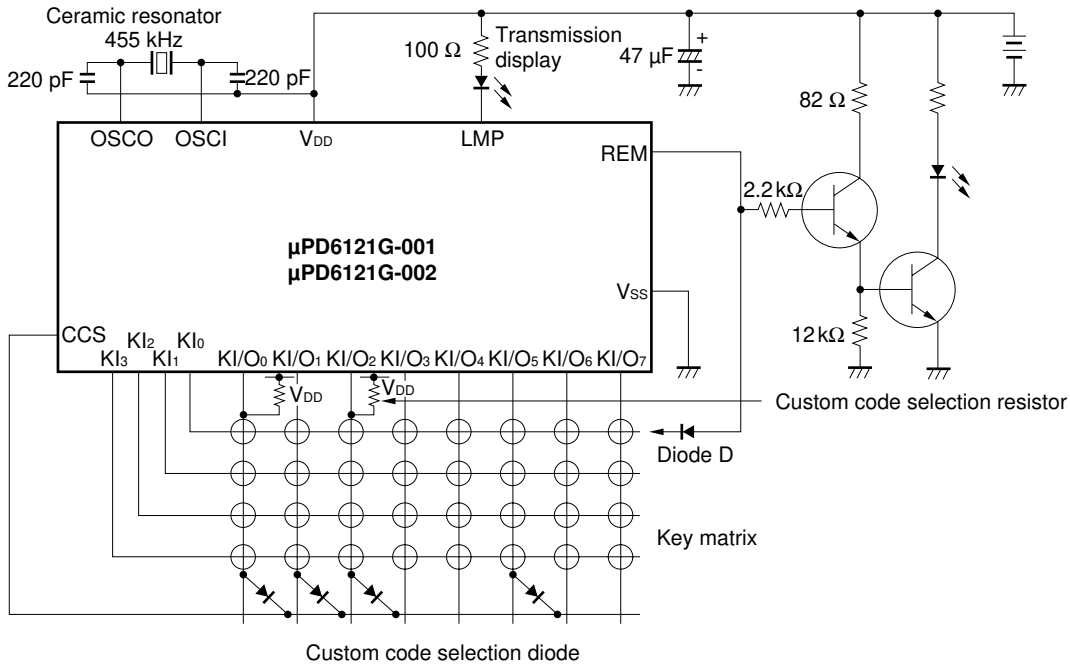 Ceramic resonator
455 kHz
220 pF
220 pF
100 Ω
Transmission
display
47 µF
+
-
82 Ω
OSCO
OSCI
VDD
LMP
REM
2.2 kΩ
µPD6121G-001
µPD6121G-002
VSS
12 kΩ
CCS
KI3
KI2
KI1
KI0
KI/O0
KI/O1
KI/O2
KI/O3
KI/O4
KI/O5
KI/O6
KI/O7
VDD
VDD
Custom code selection resistor
Diode D
Key matrix
Custom code selection diode